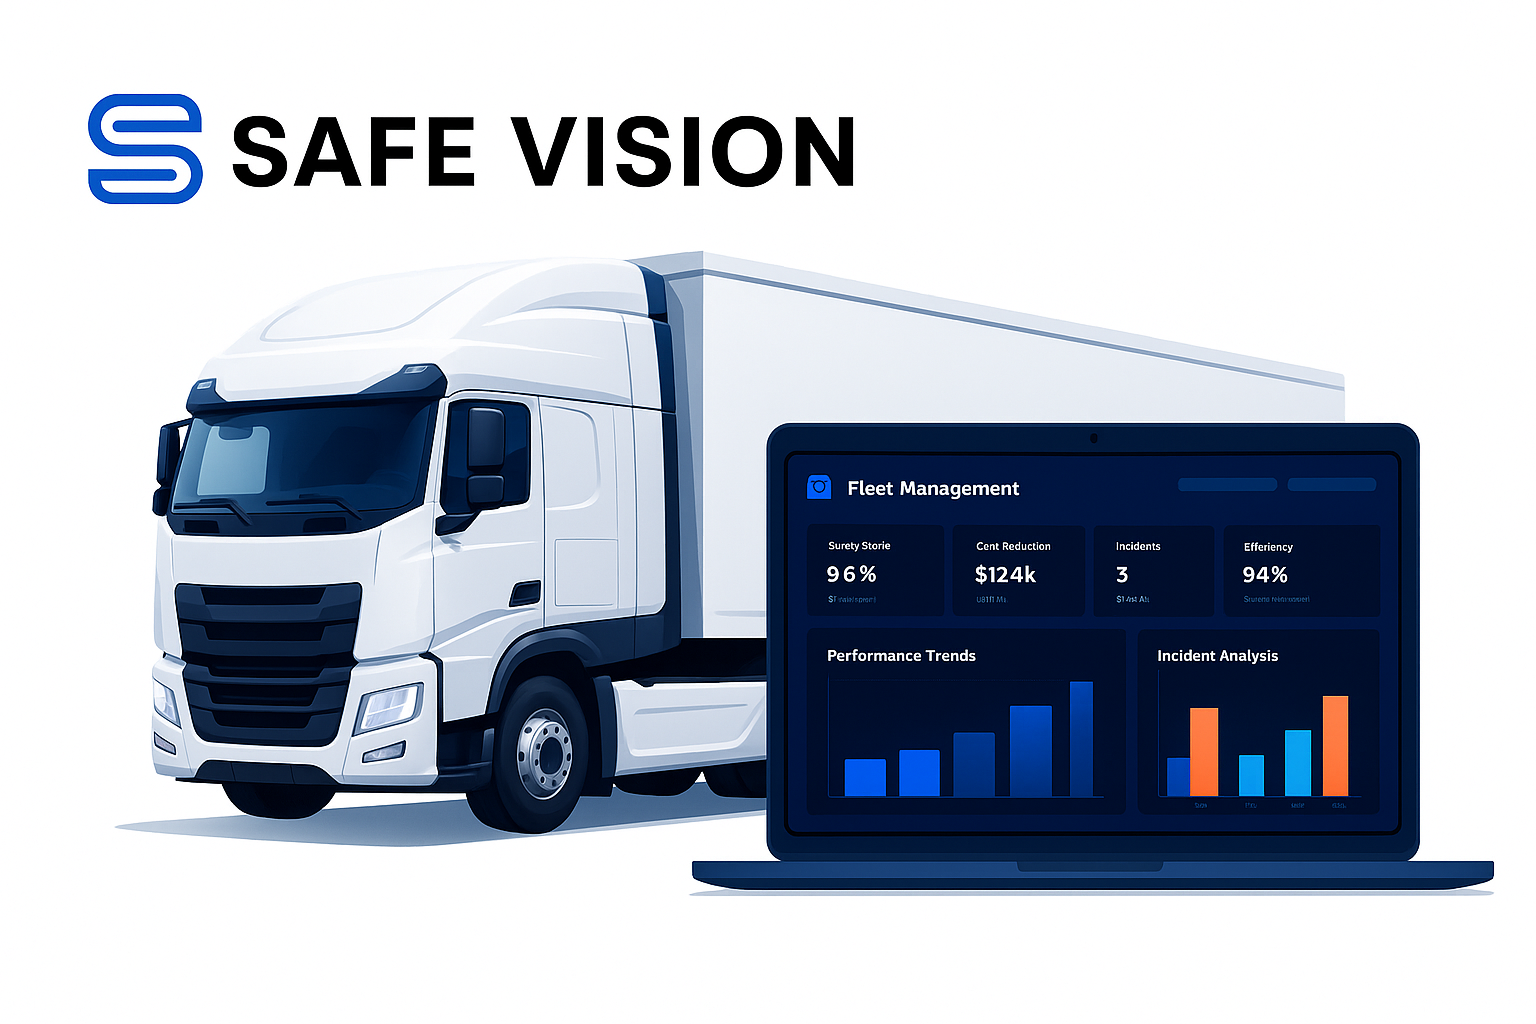 SAFE VISION
Fleet Management
Surety Storie
Cent Reduction
Incidents
Efferiency
96%
$124k
3
94%
Performance Trends
Incident Analysis